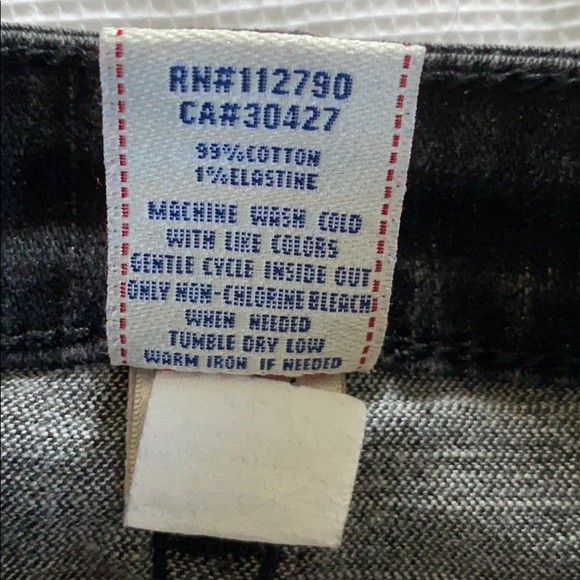 RN#112790
CA#30427
99%COTTON
1%ELASTINE
MACHINE WASH COLD
WITH LIKE COLORS
GENTLE CYCLE INSIDE OUT
ONLY NON-CHLORINE BLEACH
WHEN NEEDED
TUMBLE DRY LOW
WARM IRON IF NEEDED